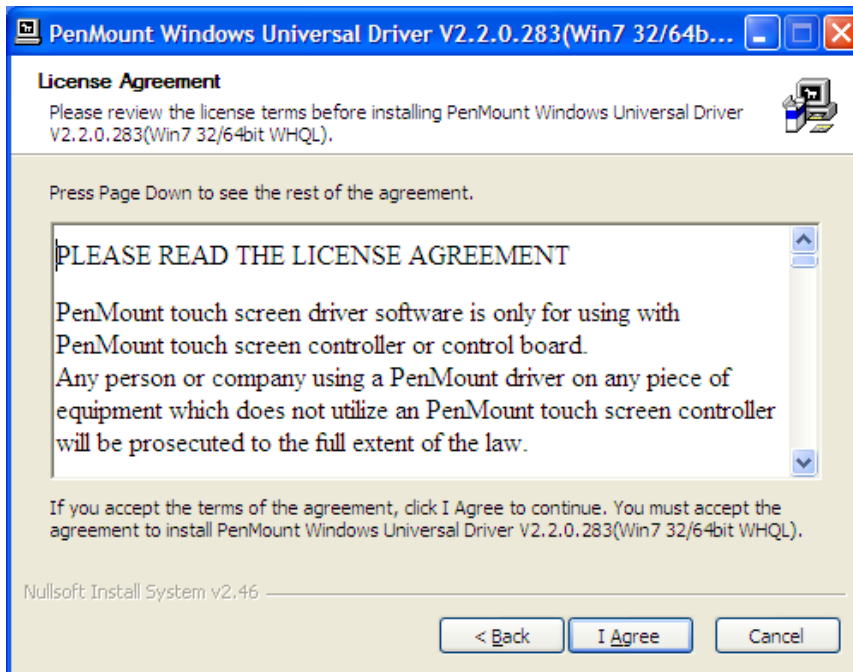 PenMount Windows Universal Driver V2.2.0.283(Win7 32/64b...
License Agreement
Please review the license terms before installing PenMount Windows Universal Driver
V2.2.0.283(Win7 32/64bit WHQL).
Press Page Down to see the rest of the agreement.
PLEASE READ THE LICENSE AGREEMENT
PenMount touch screen driver software is only for using with
PenMount touch screen controller or control board.
Any person or company using a PenMount driver on any piece of
equipment which does not utilize an PenMount touch screen controller
will be prosecuted to the full extent of the law.
If you accept the terms of the agreement, click I Agree to continue. You must accept the
agreement to install PenMount Windows Universal Driver V2.2.0.283(Win7 32/64bit WHQL).
Nullsoft Install System v2.46
< Back I Agree Cancel